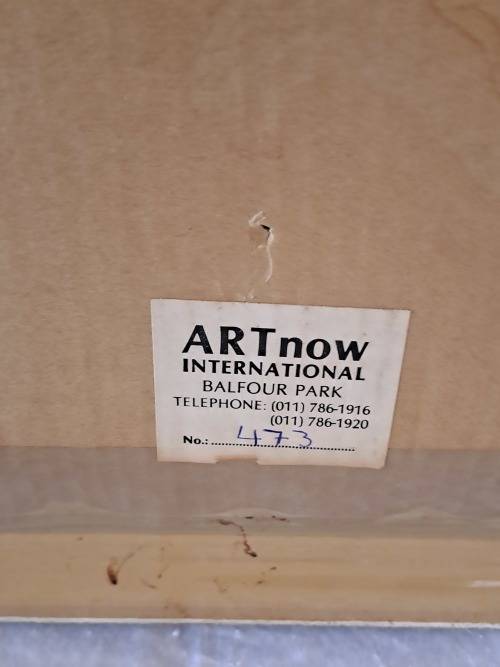 ARTnow
INTERNATIONAL
BALFOUR PARK
TELEPHONE: (011) 786-1916
(011) 786-1920
No.: 473